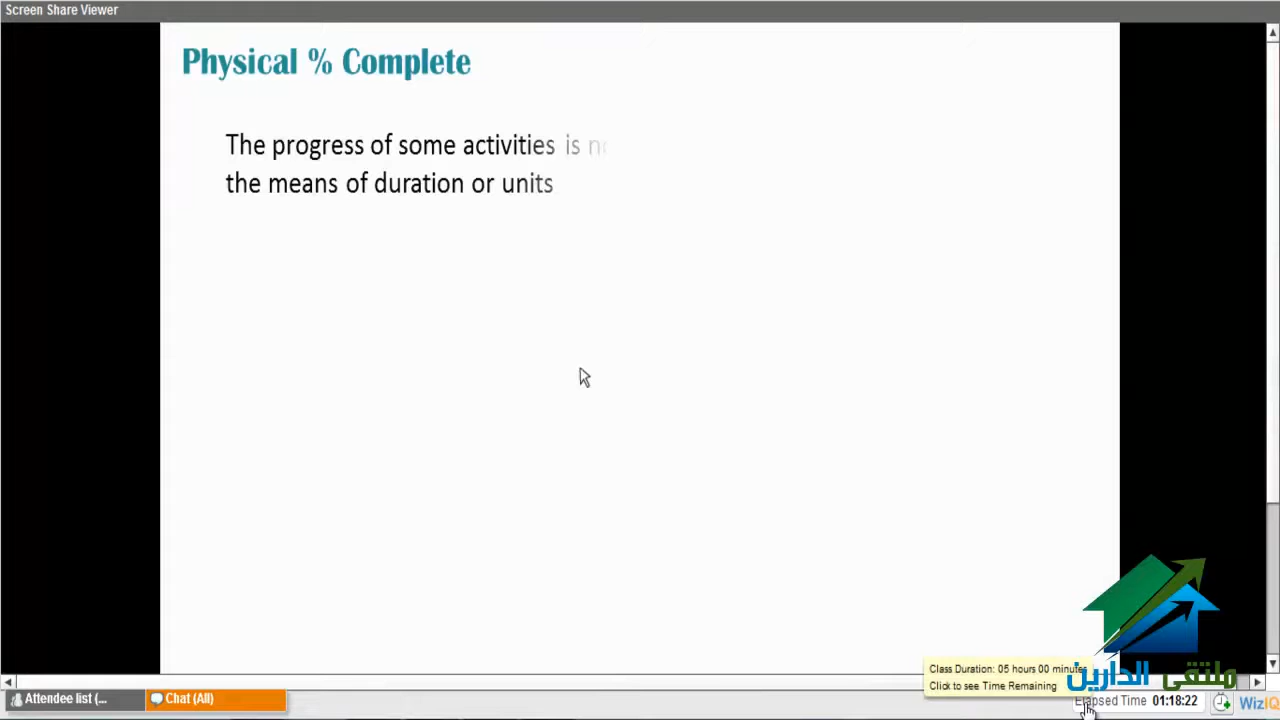 Screen Share Viewer
Physical % Complete
The progress of some activities is
the means of duration or units
Class Duration: 05 hours 00 minutes
Click to see Time Remaining
ملتقى الدارين
Attendee list (...
Chat (All)
Elapsed Time 01:18:22
WizIQ